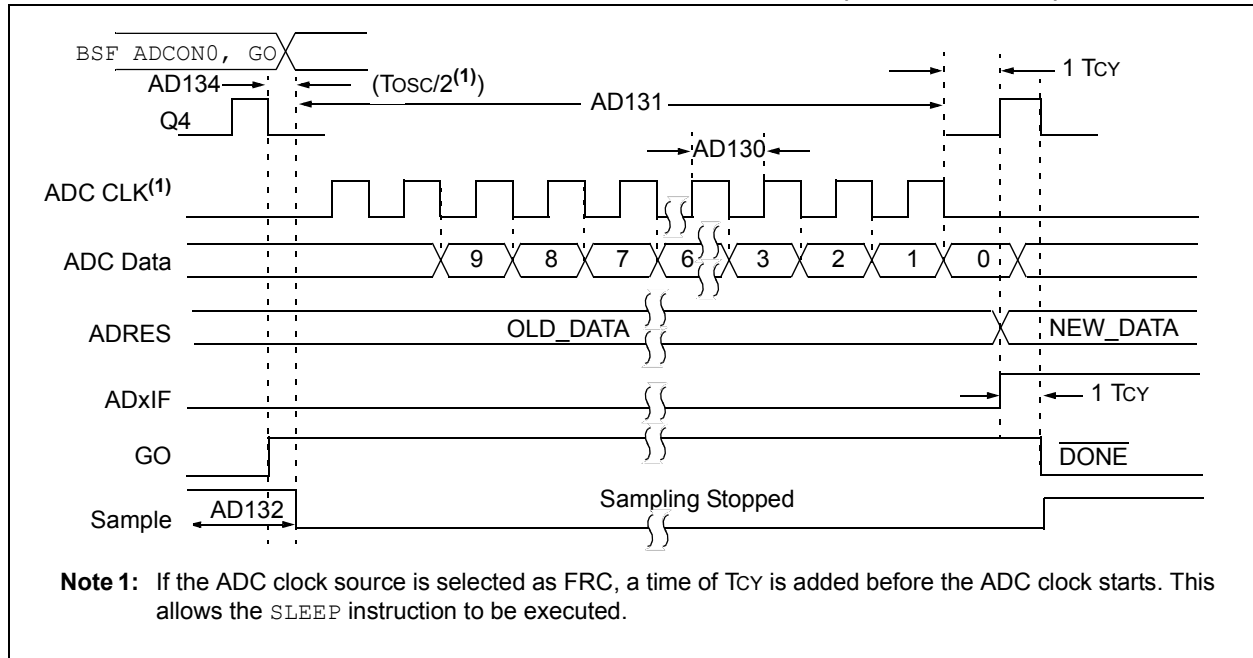 BSF ADCON0, GO
AD134 (TOSC/2(1)) 1 TCY
AD131
Q4
AD130
ADC CLK(1)
ADC Data 9 8 7 6 3 2 1 0
ADRES OLD_DATA NEW_DATA
ADxIF 1 TCY
GO DONE
Sample AD132 Sampling Stopped
Note 1: If the ADC clock source is selected as FRC, a time of TCY is added before the ADC clock starts. This
allows the SLEEP instruction to be executed.